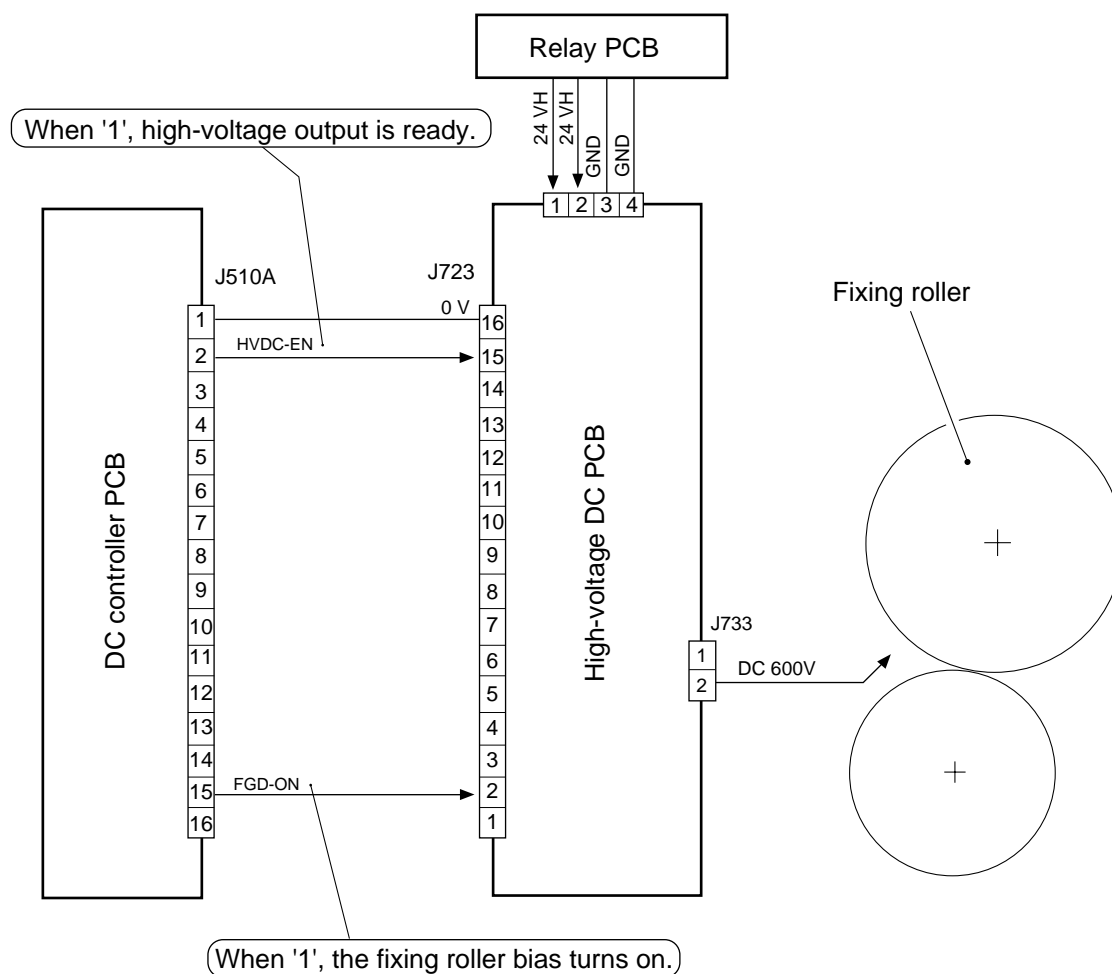 Relay PCB
24 VH
24 VH
GND
GND
When '1', high-voltage output is ready.
1 2 3 4
J510A
J723
Fixing roller
0 V
HVDC-EN
1
2
3
4
5
6
7
8
9
10
11
12
13
14
15
16
16
15
14
13
12
11
10
9
8
7
6
5
4
3
2
1
DC controller PCB
High-voltage DC PCB
J733
1
2
DC 600V
FGD-ON
When '1', the fixing roller bias turns on.